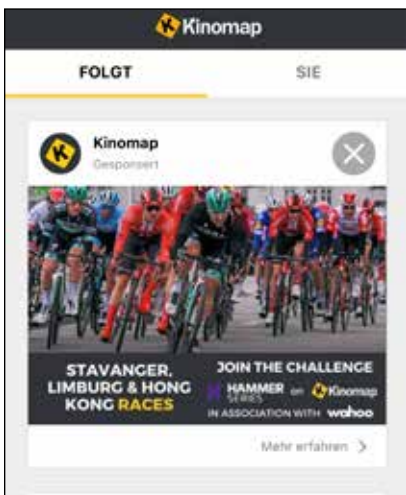 Kinomap
FOLGT SIE
Kinomap
Gesponsert
STAVANGER,
LIMBURG & HONG
KONG RACES
JOIN THE CHALLENGE
HAMMER SERIES on Kinomap
IN ASSOCIATION WITH wahoo
Mehr erfahren